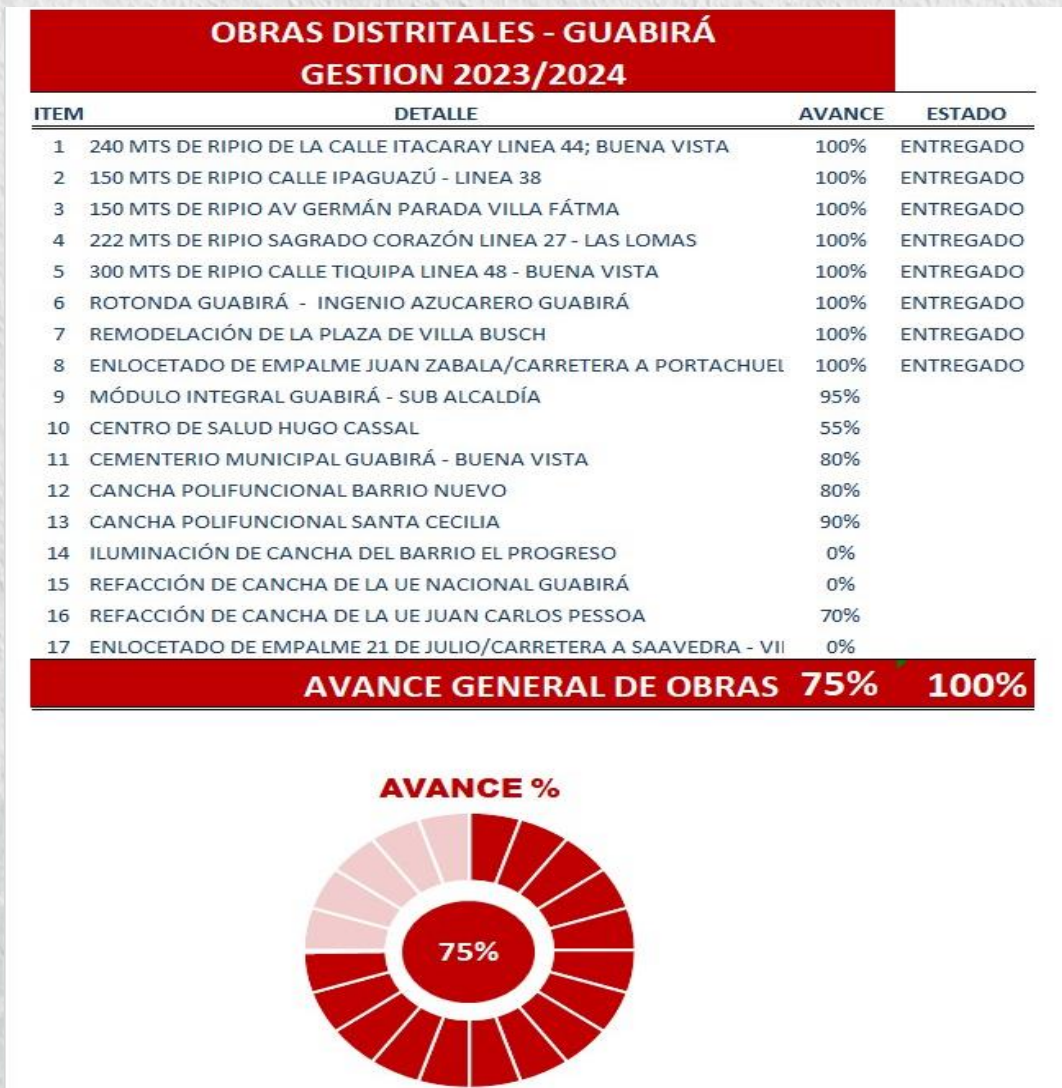 OBRAS DISTRITALES - GUABIRÁ
GESTION 2023/2024
ITEM DETALLE AVANCE ESTADO
1 240 MTS DE RIPIO DE LA CALLE ITACARAY LINEA 44; BUENA VISTA 100% ENTREGADO
2 150 MTS DE RIPIO CALLE IPAGUAZÚ - LINEA 38 100% ENTREGADO
3 150 MTS DE RIPIO AV GERMÁN PARADA VILLA FÁTMA 100% ENTREGADO
4 222 MTS DE RIPIO SAGRADO CORAZÓN LINEA 27 - LAS LOMAS 100% ENTREGADO
5 300 MTS DE RIPIO CALLE TIQUIPA LINEA 48 - BUENA VISTA 100% ENTREGADO
6 ROTONDA GUABIRÁ - INGENIO AZUCARERO GUABIRÁ 100% ENTREGADO
7 REMODELACIÓN DE LA PLAZA DE VILLA BUSCH 100% ENTREGADO
8 ENLOCETADO DE EMPALME JUAN ZABALA/CARRETERA A PORTACHUEL 100% ENTREGADO
9 MÓDULO INTEGRAL GUABIRÁ - SUB ALCALDÍA 95%
10 CENTRO DE SALUD HUGO CASSAL 55%
11 CEMENTERIO MUNICIPAL GUABIRÁ - BUENA VISTA 80%
12 CANCHA POLIFUNCIONAL BARRIO NUEVO 80%
13 CANCHA POLIFUNCIONAL SANTA CECILIA 90%
14 ILUMINACIÓN DE CANCHA DEL BARRIO EL PROGRESO 0%
15 REFACCIÓN DE CANCHA DE LA UE NACIONAL GUABIRÁ 0%
16 REFACCIÓN DE CANCHA DE LA UE JUAN CARLOS PESSOA 70%
17 ENLOCETADO DE EMPALME 21 DE JULIO/CARRETERA A SAAVEDRA - 0%
AVANCE GENERAL DE OBRAS 75% 100%
AVANCE %
75%